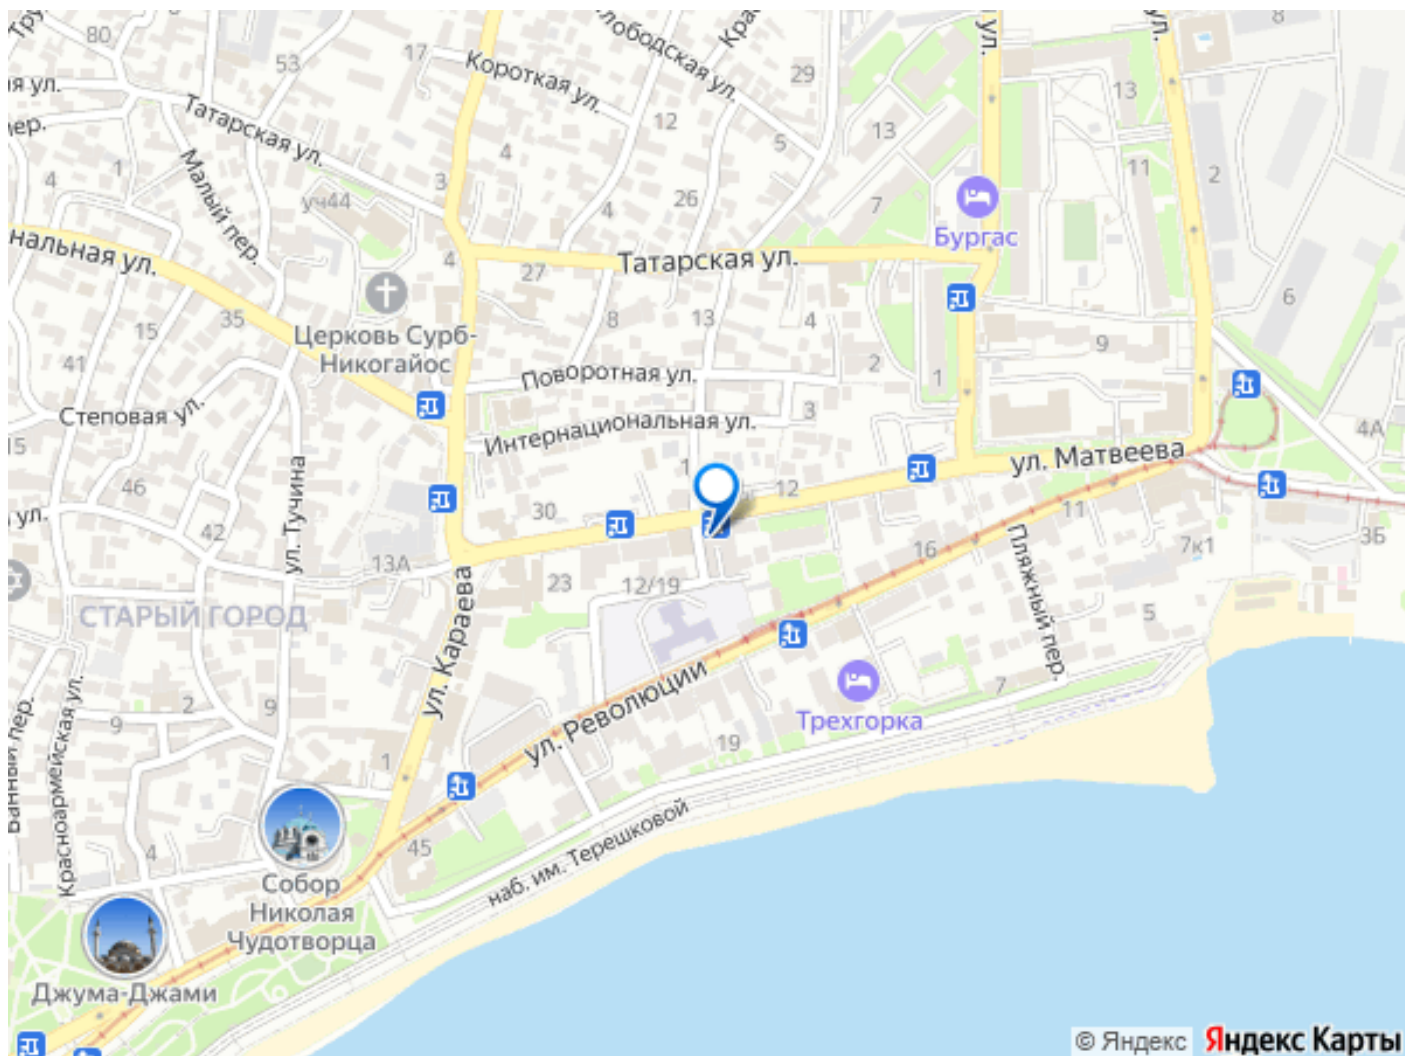 80
53
17
Короткая ул.
29
8
ул.
ул.
я ул.
Татарская ул.
12
13
13
ер.
4
1
Малый пер.
4
3
5
11
2
уч44
26
7
4
Бургас
нальная ул.
4
27
Татарская ул.
15
35
8
13
4
6
Церковь Сурб-
Никогайос
41
Поворотная ул.
2
1
9
Степовая ул.
3
4А
15
Интернациональная ул.
ул. Матвеева
46
1
12
ул.
42
ул. Тучина
30
11
13А
16
7к1
3Б
23
12/19
СТАРЫЙ ГОРОД
Пляжный пер.
5
ул. Караева
Красноармейская ул.
9
2
9
ул. Революции
7
Трехгорка
19
1
Банный пер.
4
45
наб. им. Терешковой
Собор
Николая
Чудотворца
Джума-Джами
© Яндекс Яндекс Карты